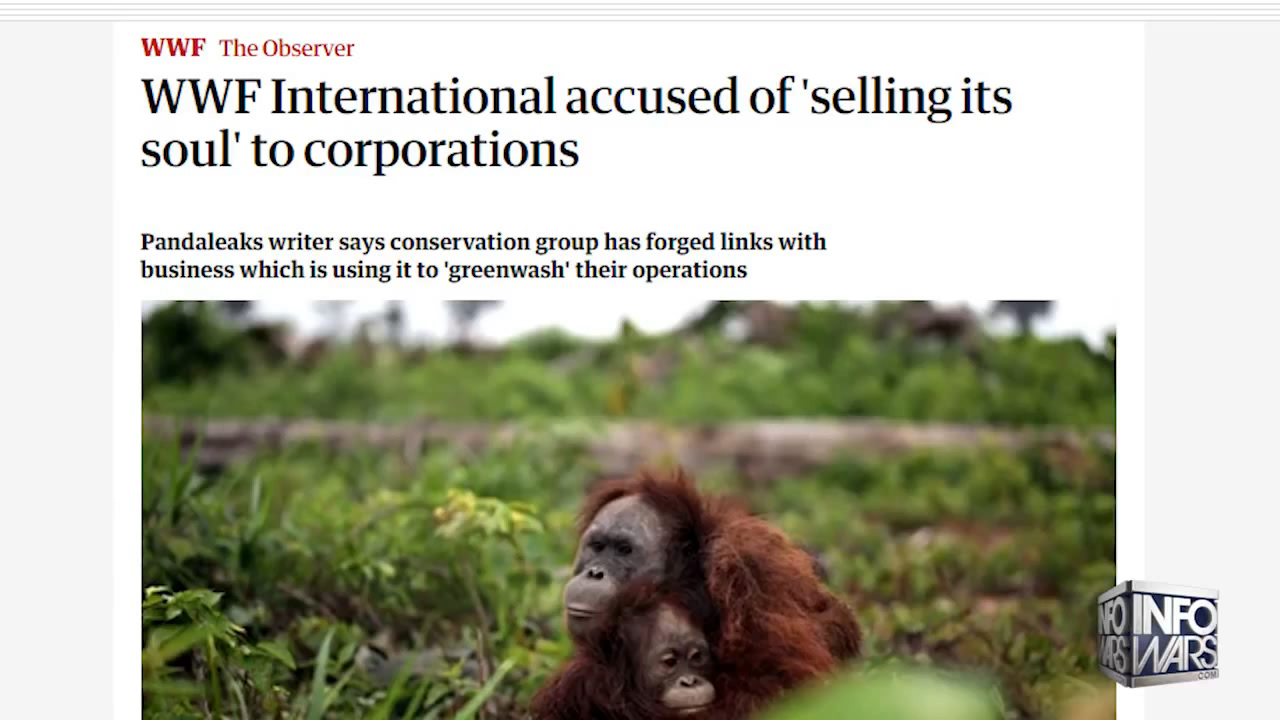 WWF The Observer
WWF International accused of 'selling its
soul' to corporations
Pandaleaks writer says conservation group has forged links with
business which is using it to 'greenwash' their operations
INFO
WARS
.COM